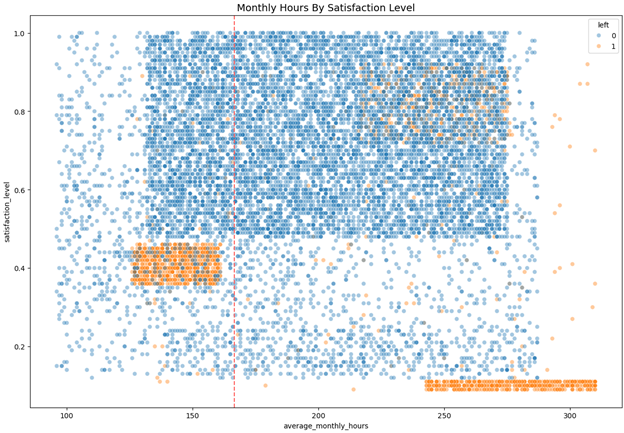 Monthly Hours By Satisfaction Level
left
0
1
1.0
0.8
0.6
0.4
0.2
satisfaction_level
100 150 200 250 300
average_monthly_hours